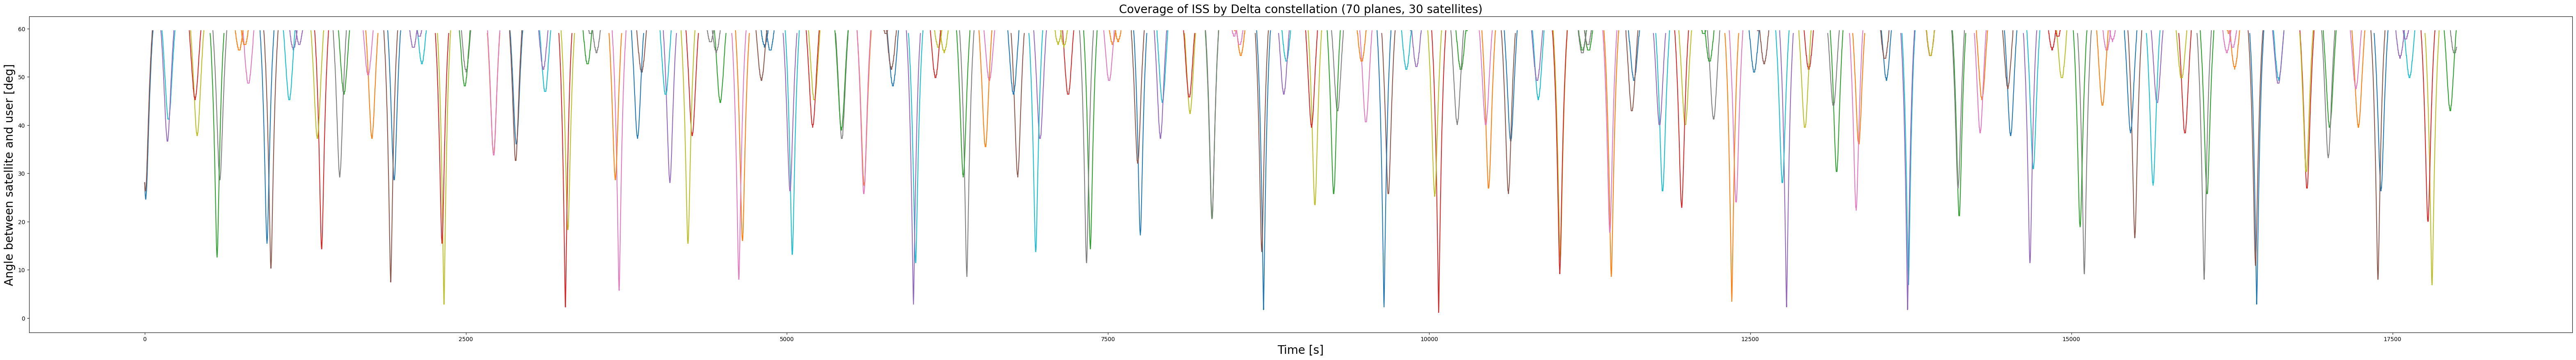 Coverage of ISS by Delta constellation (70 planes, 30 satellites)
Angle between satellite and user [deg]
60
50
40
30
20
10
0
0 2500 5000 7500 10000 12500 15000 17500
Time [s]